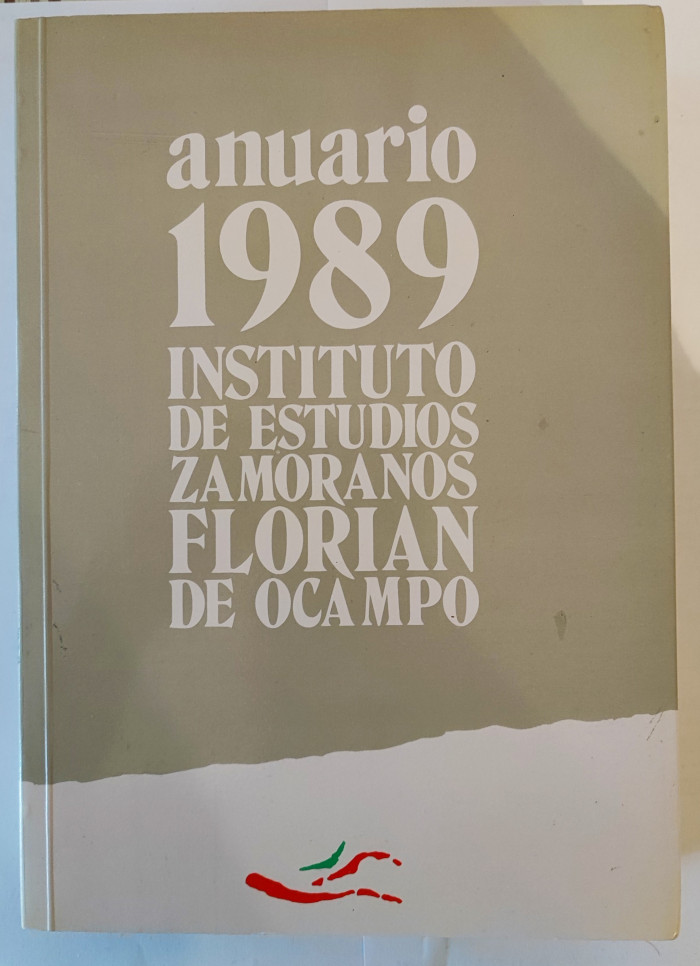 anuario
1989
INSTITUTO
DE ESTUDIOS
ZAMORANOS
FLORIAN
DE OCAMPO